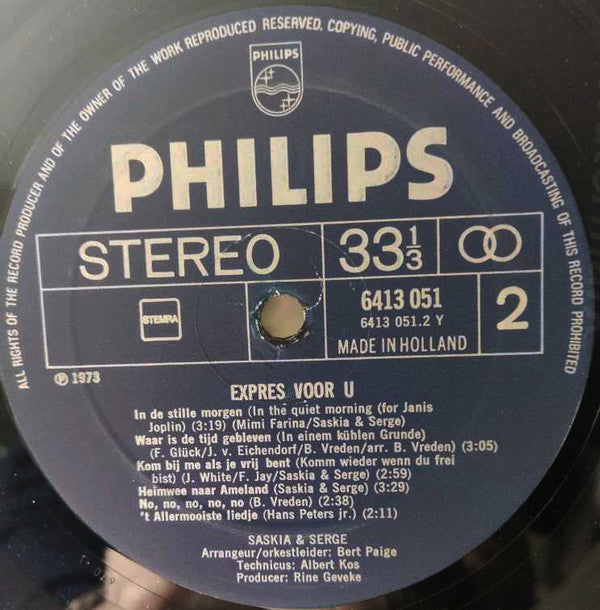 ALL RIGHTS OF THE RECORD PRODUCER AND OF THE OWNER OF THE WORK REPRODUCED RESERVED. COPYING, PUBLIC PERFORMANCE AND BROADCASTING OF THIS RECORD PROHIBITED
PHILIPS
PHILIPS
STEREO 33⅓
STEMRA 6413 051 2
6413 051.2 Y
MADE IN HOLLAND
℗ 1973
EXPRES VOOR U
In de stille morgen (In the quiet morning (for Janis
Joplin) (3:19) (Mimi Farina/Saskia & Serge)
Waar is de tijd gebleven (In einem kühlen Grunde)
(F. Glück/J. v. Eichendorf/B. Vreden/arr. B. Vreden) (3:05)
Kom bij me als je vrij bent (Komm wieder wenn du frei
bist) (J. White/F. Jay/Saskia & Serge) (2:59)
Heimwee naar Ameland (Saskia & Serge) (3:29)
No, no, no, no, no (B. Vreden) (2:38)
't Allermooiste liedje (Hans Peters jr.) (2:11)
SASKIA & SERGE
Arrangeur/orkestleider: Bert Paige
Technicus: Albert Kos
Producer: Rine Geveke